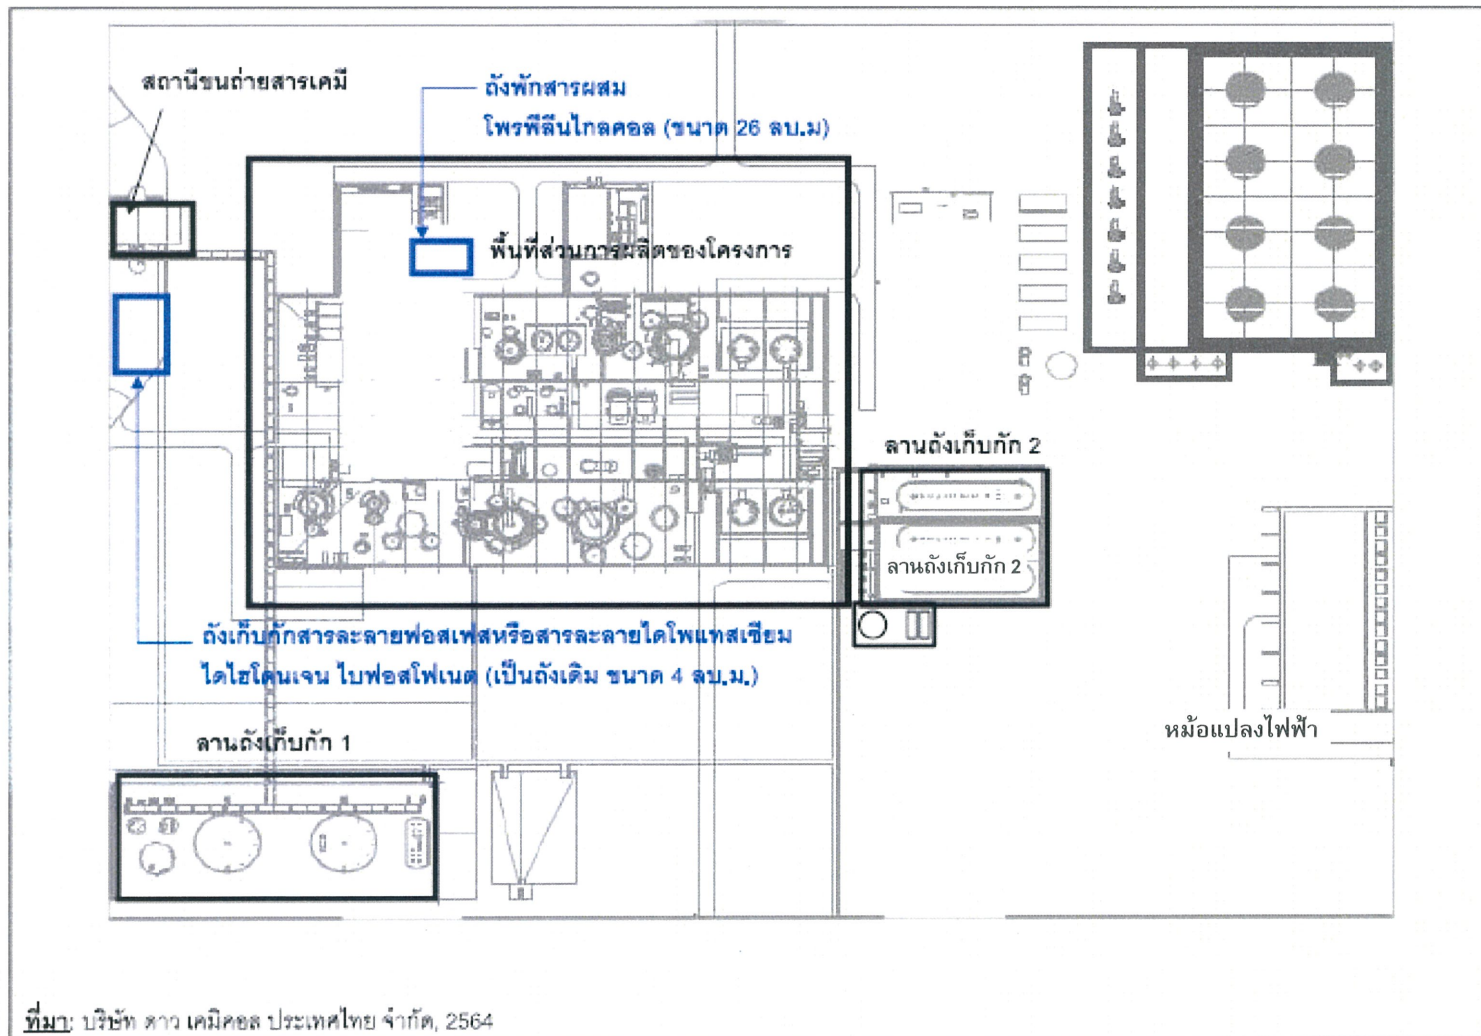 สถานีขนถ่ายสารเคมี
ถังพักสารผสม
โพรพีลีนไกลคอล (ขนาด 26 ลบ.ม)
พื้นที่ส่วนการผลิตของโครงการ
ลานถังเก็บกัก 2
ลานถังเก็บกัก 2
ถังเก็บกักสารละลายฟอสเฟสหรือสารละลายไดโพแทสเซียม
ไดไฮโดนเจน ไบฟอสโฟเนต (เป็นถังเดิม ขนาด 4 ลบ.ม.)
หม้อแปลงไฟฟ้า
ลานถังเก็บกัก 1
ที่มา: บริษัท ดาว เคมิคอล ประเทศไทย จำกัด, 2564